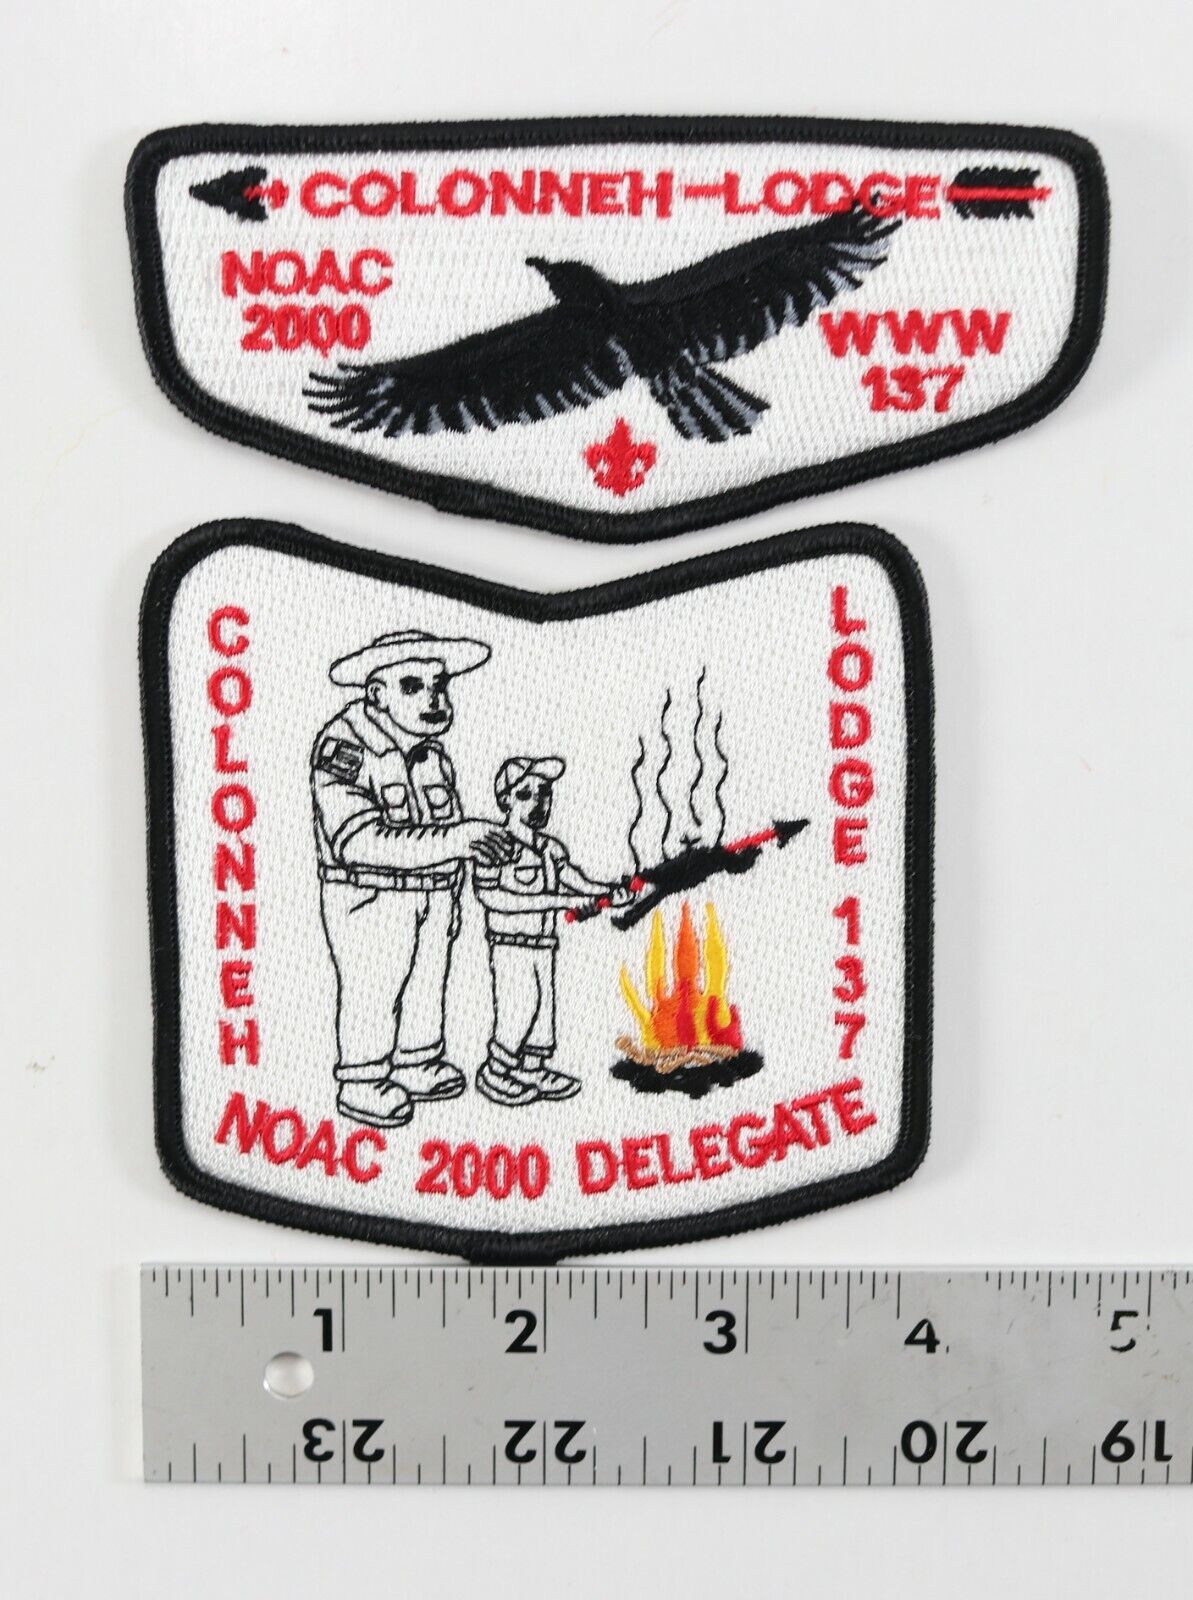 COLONNEH-LODGE
NOAC
2000
WWW
137
COLONNEH
LODGE 137
NOAC 2000 DELEGATE
1 2 3 4 5
23 22 21 20 19